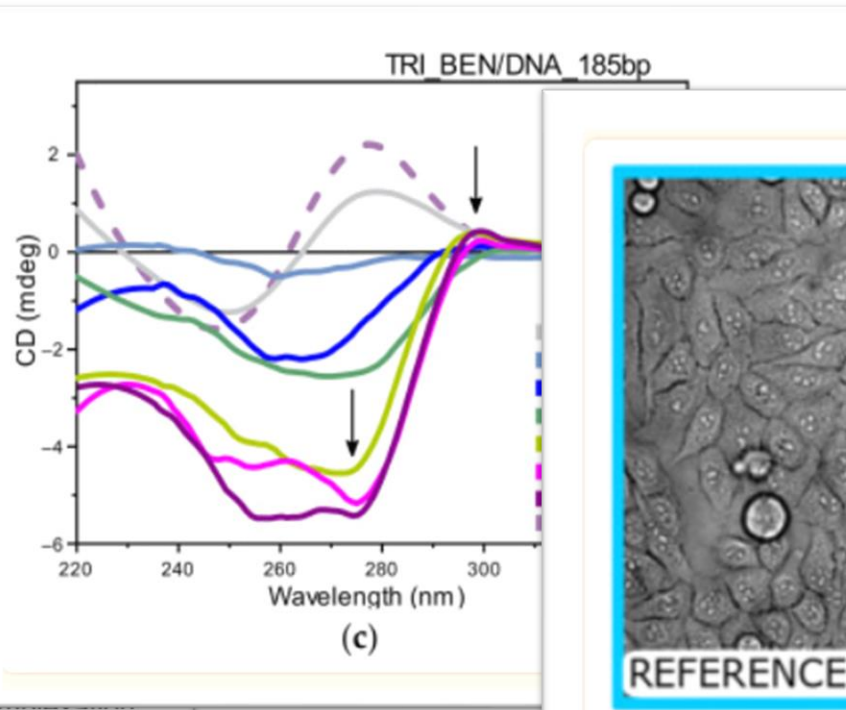 TRI_BEN/DNA_185bp
2
0
−2
−4
−6
CD (mdeg)
220 240 260 280 300
Wavelength (nm)
(c)
REFERENCE